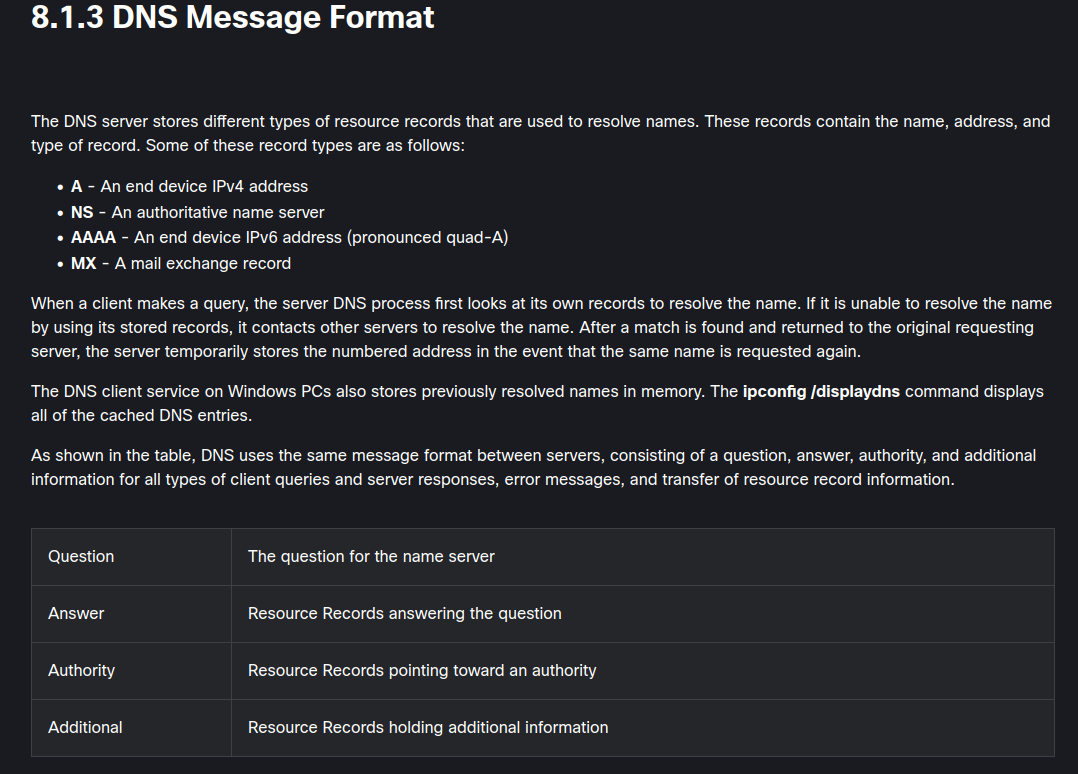 8.1.3 DNS Message Format
The DNS server stores different types of resource records that are used to resolve names. These records contain the name, address, and
type of record. Some of these record types are as follows:
• A - An end device IPv4 address
• NS - An authoritative name server
• AAAA - An end device IPv6 address (pronounced quad-A)
• MX - A mail exchange record
When a client makes a query, the server DNS process first looks at its own records to resolve the name. If it is unable to resolve the name
by using its stored records, it contacts other servers to resolve the name. After a match is found and returned to the original requesting
server, the server temporarily stores the numbered address in the event that the same name is requested again.
The DNS client service on Windows PCs also stores previously resolved names in memory. The ipconfig /displaydns command displays
all of the cached DNS entries.
As shown in the table, DNS uses the same message format between servers, consisting of a question, answer, authority, and additional
information for all types of client queries and server responses, error messages, and transfer of resource record information.
Question The question for the name server
Answer Resource Records answering the question
Authority Resource Records pointing toward an authority
Additional Resource Records holding additional information